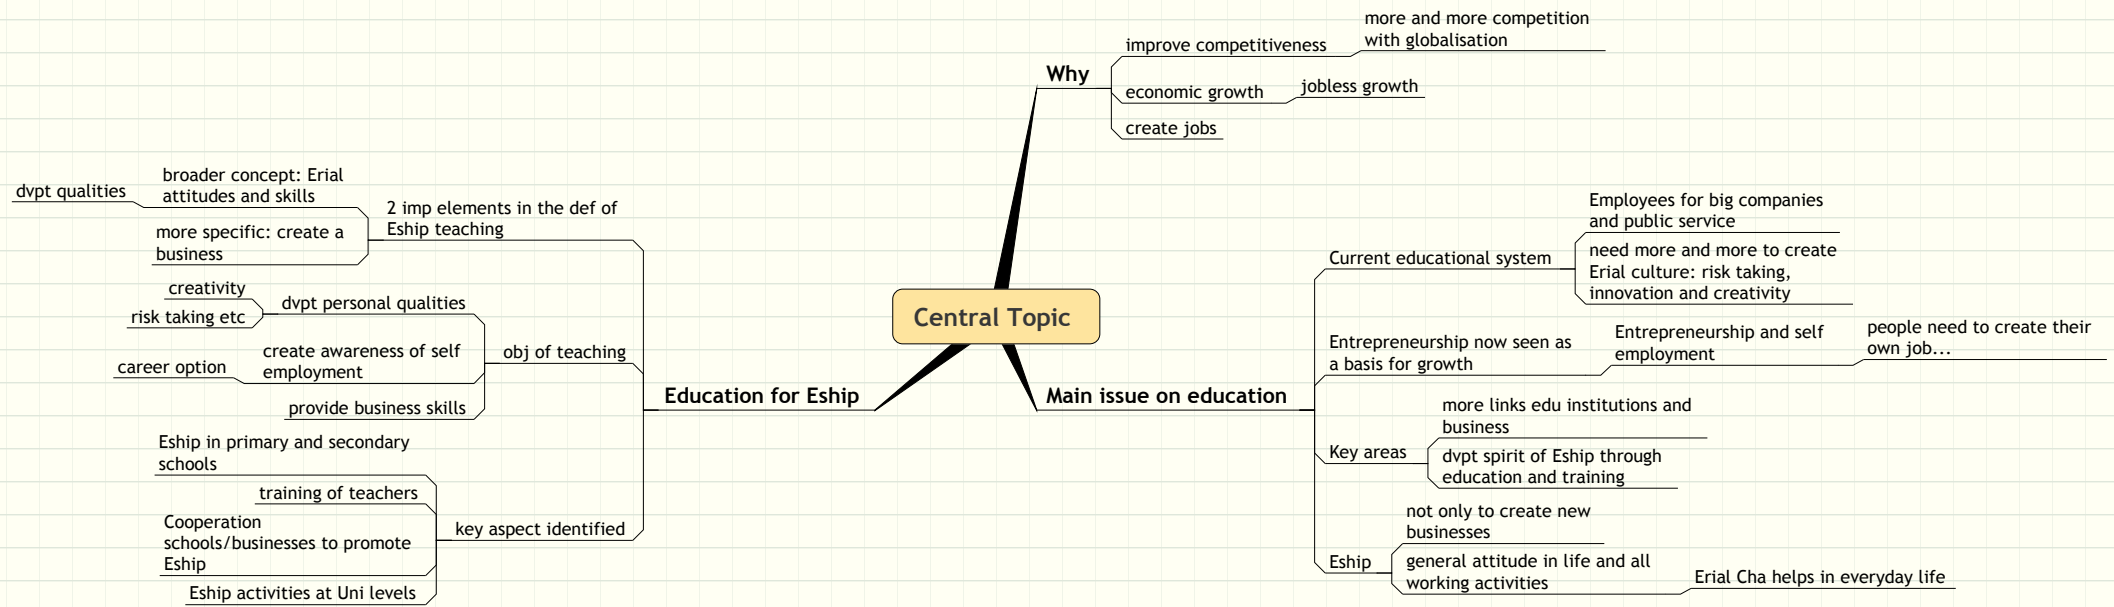 Central Topic
Why
improve competitiveness
more and more competition
with globalisation
economic growth
jobless growth
create jobs
Main issue on education
Current educational system
Employees for big companies
and public service
need more and more to create
Erial culture: risk taking,
innovation and creativity
Entrepreneurship now seen as
a basis for growth
Entrepreneurship and self
employment
people need to create their
own job...
Key areas
more links edu institutions and
business
dvpt spirit of Eship through
education and training
Eship
not only to create new
businesses
general attitude in life and all
working activities
Erial Cha helps in everyday life
Education for Eship
2 imp elements in the def of
Eship teaching
broader concept: Erial
attitudes and skills
dvpt qualities
more specific: create a
business
obj of teaching
dvpt personal qualities
creativity
risk taking etc
create awareness of self
employment
career option
provide business skills
key aspect identified
Eship in primary and secondary
schools
training of teachers
Cooperation
schools/businesses to promote
Eship
Eship activities at Uni levels